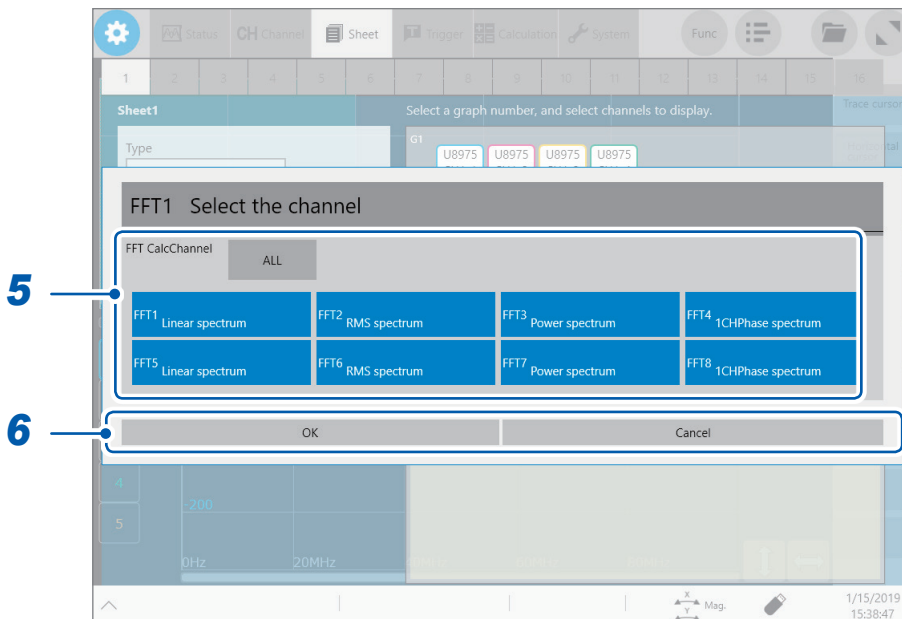 Status CH Channel Sheet Trigger Calculation System Func
1 2 3 4 5 6 7 8 9 10 11 12 13 14 15 16
Sheet1 Select a graph number, and select channels to display. Trace cursor
Type G1
U8975 U8975 U8975 U8975
FFT1 Select the channel
FFT CalcChannel ALL
5
FFT1 Linear spectrum FFT2 RMS spectrum FFT3 Power spectrum FFT4 1CHPhase spectrum
FFT5 Linear spectrum FFT6 RMS spectrum FFT7 Power spectrum FFT8 1CHPhase spectrum
6
OK Cancel
4
-200
5
0Hz 20MHz
X
Y Mag.
1/15/2019
15:38:47